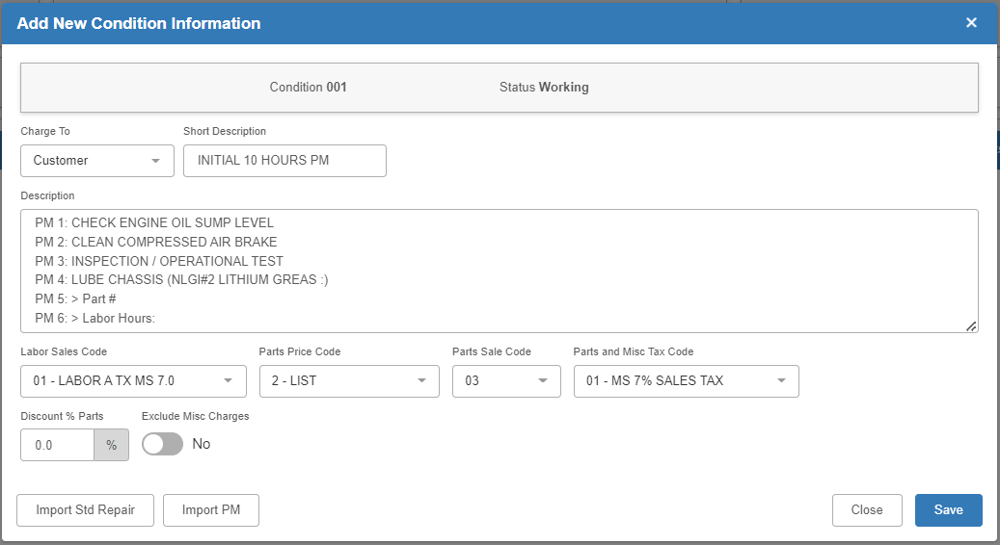 Add New Condition Information
Condition 001 Status Working
Charge To Short Description
Customer INITIAL 10 HOURS PM
Description
PM 1: CHECK ENGINE OIL SUMP LEVEL
PM 2: CLEAN COMPRESSED AIR BRAKE
PM 3: INSPECTION / OPERATIONAL TEST
PM 4: LUBE CHASSIS (NLGI#2 LITHIUM GREAS :)
PM 5: > Part #
PM 6: > Labor Hours:
Labor Sales Code Parts Price Code Parts Sale Code Parts and Misc Tax Code
01 - LABOR A TX MS 7.0 2 - LIST 03 01 - MS 7% SALES TAX
Discount % Parts Exclude Misc Charges
0.0 % No
Import Std Repair Import PM Close Save